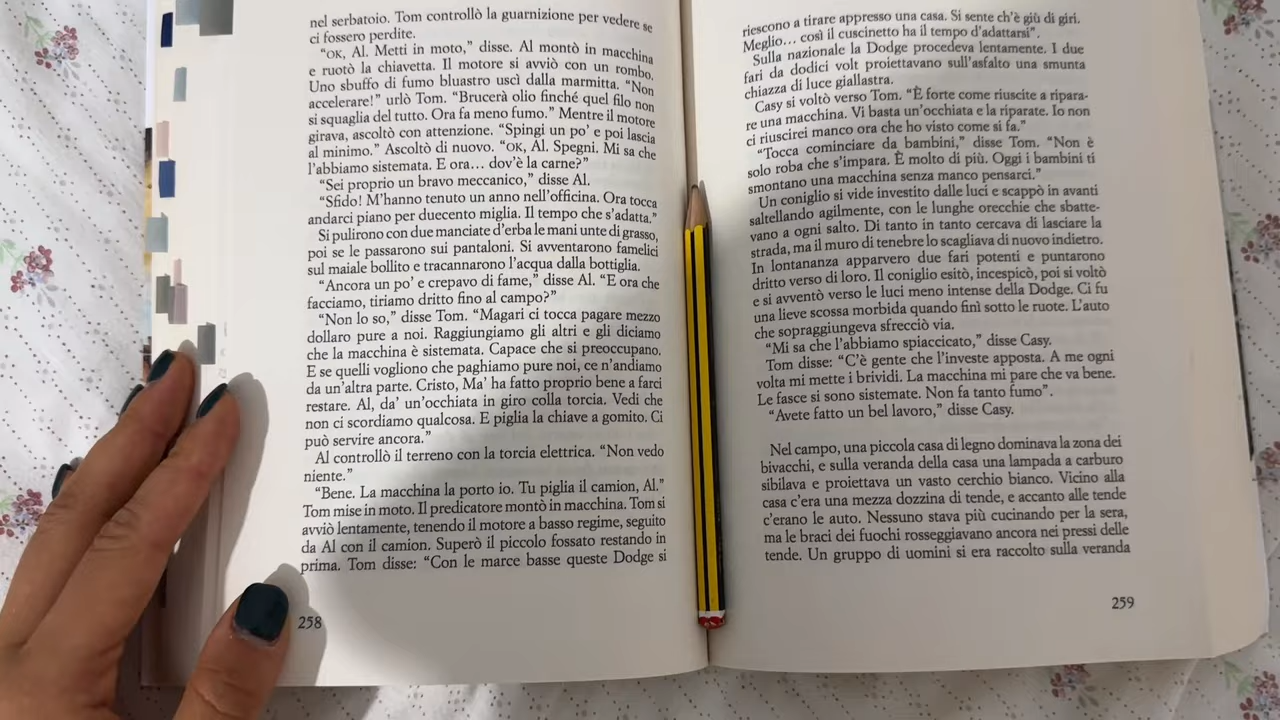 nel serbatoio. Tom controllò la guarnizione per vedere se
ci fossero perdite.
“OK, Al. Metti in moto,” disse. Al montò in macchina
e ruotò la chiavetta. Il motore si avviò con un rombo.
Uno sbuffo di fumo bluastro uscì dalla marmitta. “Non
accelerare!” urlò Tom. “Brucerà olio finché quel filo non
si squaglia del tutto. Ora fa meno fumo.” Mentre il motore
girava, ascoltò con attenzione. “Spingi un po’ e poi lascia
al minimo.” Ascoltò di nuovo. “OK, Al. Spegni. Mi sa che
l’abbiamo sistemata. E ora... dov’è la carne?”
“Sei proprio un bravo meccanico,” disse Al.
“Sfido! M’hanno tenuto un anno nell’officina. Ora tocca
andarci piano per duecento miglia. Il tempo che s’adatta.”
Si pulirono con due manciate d’erba le mani unte di grasso,
poi se le passarono sui pantaloni. Si avventarono famelici
sul maiale bollito e tracannarono l’acqua dalla bottiglia.
“Ancora un po’ e crepavo di fame,” disse Al. “E ora che
facciamo, tiriamo dritto fino al campo?”
“Non lo so,” disse Tom. “Magari ci tocca pagare mezzo
dollaro pure a noi. Raggiungiamo gli altri e gli diciamo
che la macchina è sistemata. Capace che si preoccupano.
E se quelli vogliono che paghiamo pure noi, ce n’andiamo
da un’altra parte. Cristo, Ma’ ha fatto proprio bene a farci
restare. Al, da’ un’occhiata in giro colla torcia. Vedi che
non ci scordiamo qualcosa. E piglia la chiave a gomito. Ci
può servire ancora.”
Al controllò il terreno con la torcia elettrica. “Non vedo
niente.”
“Bene. La macchina la porto io. Tu piglia il camion, Al.”
Tom mise in moto. Il predicatore montò in macchina. Tom si
avviò lentamente, tenendo il motore a basso regime, seguito
da Al con il camion. Superò il piccolo fossato restando in
prima. Tom disse: “Con le marce basse queste Dodge si
258
riescono a tirare appresso una casa. Si sente ch’è giù di giri.
Meglio... così il cuscinetto ha il tempo d’adattarsi”.
Sulla nazionale la Dodge procedeva lentamente. I due
fari da dodici volt proiettavano sull’asfalto una smunta
chiazza di luce giallastra.
Casy si voltò verso Tom. “È forte come riuscite a ripara-
re una macchina. Vi basta un’occhiata e la riparate. Io non
ci riuscirei manco ora che ho visto come si fa.”
“Tocca cominciare da bambini,” disse Tom. “Non è
solo roba che s’impara. È molto di più. Oggi i bambini ti
smontano una macchina senza manco pensarci.”
Un coniglio si vide investito dalle luci e scappò in avanti
saltellando agilmente, con le lunghe orecchie che sbatte-
vano a ogni salto. Di tanto in tanto cercava di lasciare la
strada, ma il muro di tenebre lo scagliava di nuovo indietro.
In lontananza apparvero due fari potenti e puntarono
dritto verso di loro. Il coniglio esitò, incespicò, poi si voltò
e si avventò verso le luci meno intense della Dodge. Ci fu
una lieve scossa morbida quando finì sotto le ruote. L’auto
che sopraggiungeva sfrecciò via.
“Mi sa che l’abbiamo spiaccicato,” disse Casy.
Tom disse: “C’è gente che l’investe apposta. A me ogni
volta mi mette i brividi. La macchina mi pare che va bene.
Le fasce si sono sistemate. Non fa tanto fumo”.
“Avete fatto un bel lavoro,” disse Casy.
Nel campo, una piccola casa di legno dominava la zona dei
bivacchi, e sulla veranda della casa una lampada a carburo
sibilava e proiettava un vasto cerchio bianco. Vicino alla
casa c’era una mezza dozzina di tende, e accanto alle tende
c’erano le auto. Nessuno stava più cucinando per la sera,
ma le braci dei fuochi rosseggiavano ancora nei pressi delle
tende. Un gruppo di uomini si era raccolto sulla veranda
259